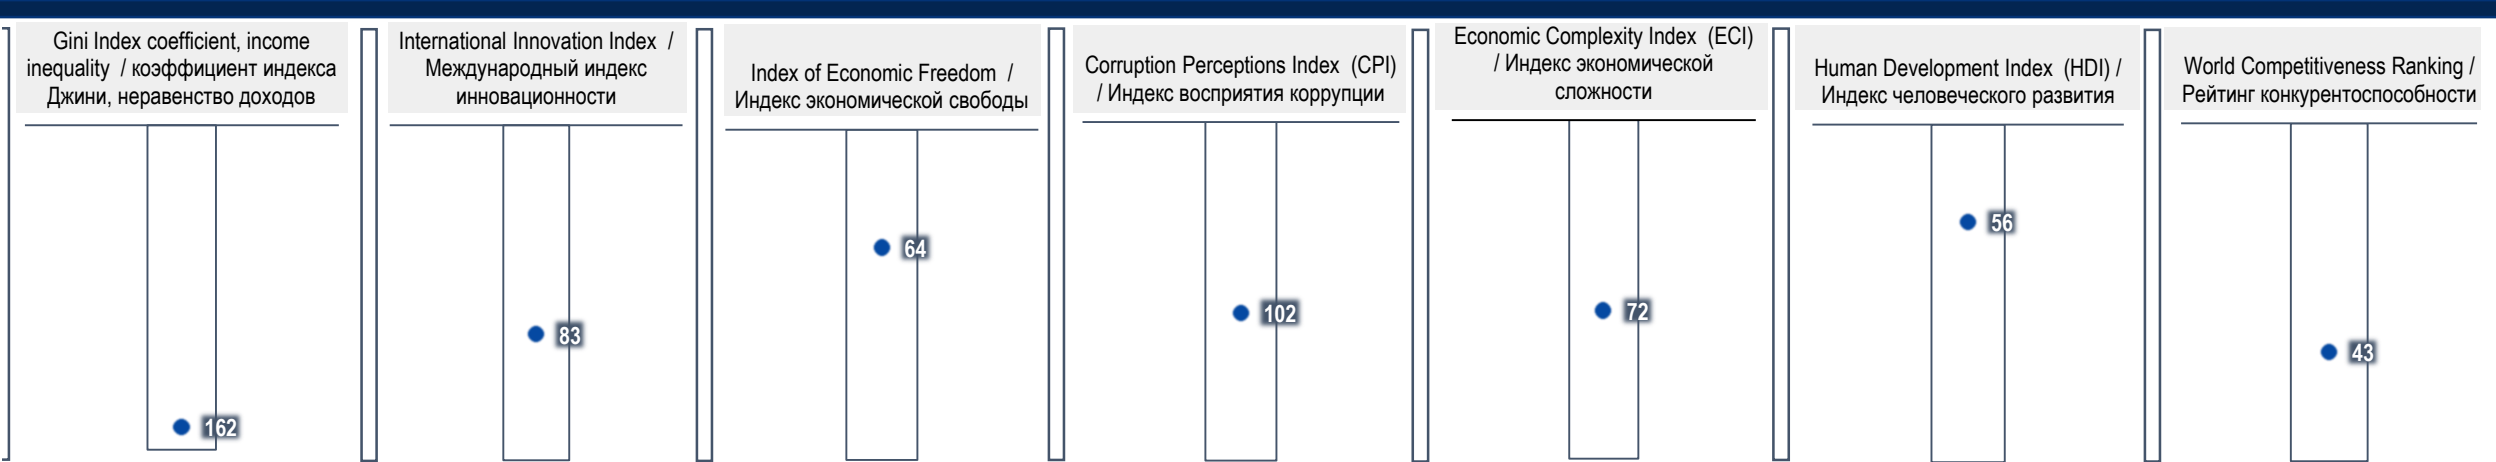 Gini Index coefficient, income
inequality / коэффициент индекса
Джини, неравенство доходов
162
International Innovation Index /
Международный индекс
инновационности
83
Index of Economic Freedom /
Индекс экономической свободы
64
Corruption Perceptions Index (CPI)
/ Индекс восприятия коррупции
102
Economic Complexity Index (ECI)
/ Индекс экономической
сложности
72
Human Development Index (HDI) /
Индекс человеческого развития
56
World Competitiveness Ranking /
Рейтинг конкурентоспособности
43